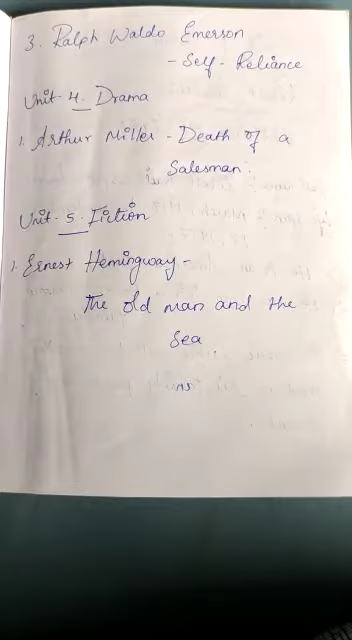 3. Ralph Waldo Emerson
- Self-Reliance
Unit-4. Drama
1. Arthur Miller - Death of a
Salesman.
Unit-5. Fiction
1. Ernest Hemingway -
The old man and the
Sea